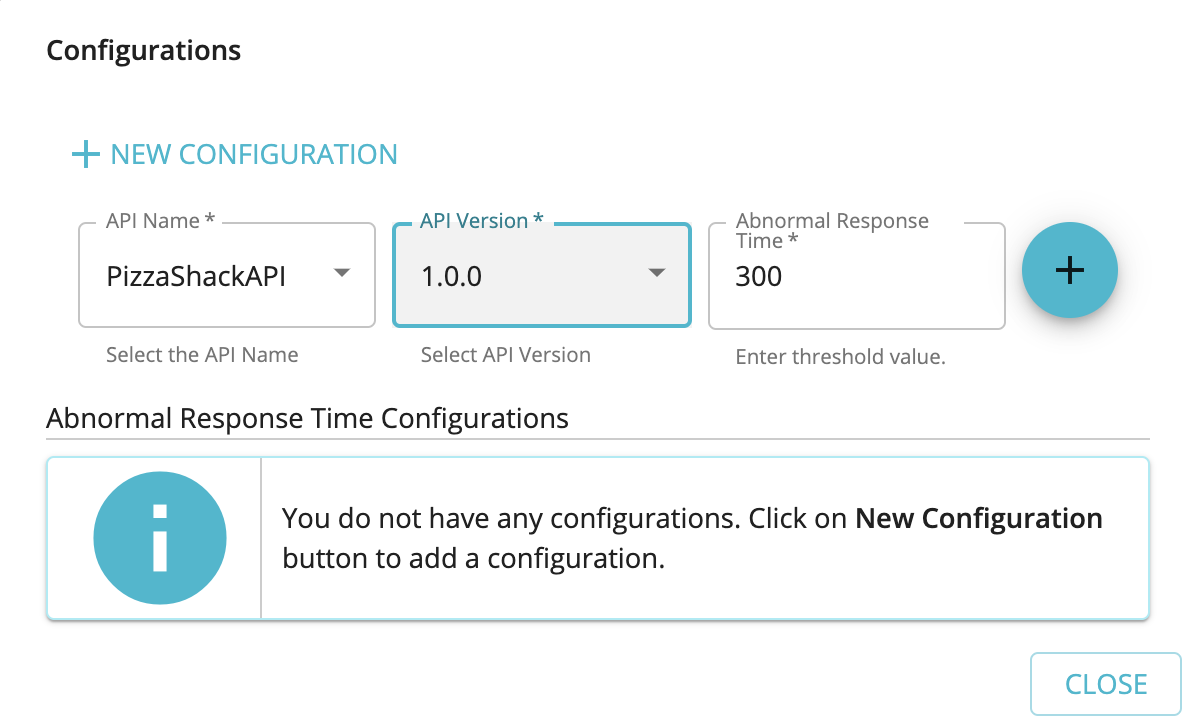 Configurations
NEW CONFIGURATION
API Name *
PizzaShackAPI
Select the API Name
API Version *
1.0.0
Select API Version
Abnormal Response
Time *
300
Enter threshold value.
Abnormal Response Time Configurations
You do not have any configurations. Click on New Configuration
button to add a configuration.
CLOSE